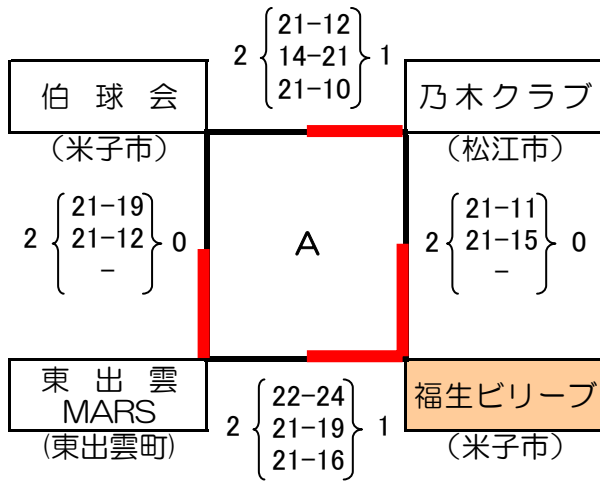 21-12
2 14-21 1
21-10
伯球会
乃木クラブ
(米子市)
(松江市)
21-19
2 21-12 0
-
A
21-11
2 21-15 0
-
東出雲
MARS
(東出雲町)
福生ビリーブ
(米子市)
22-24
2 21-19 1
21-16